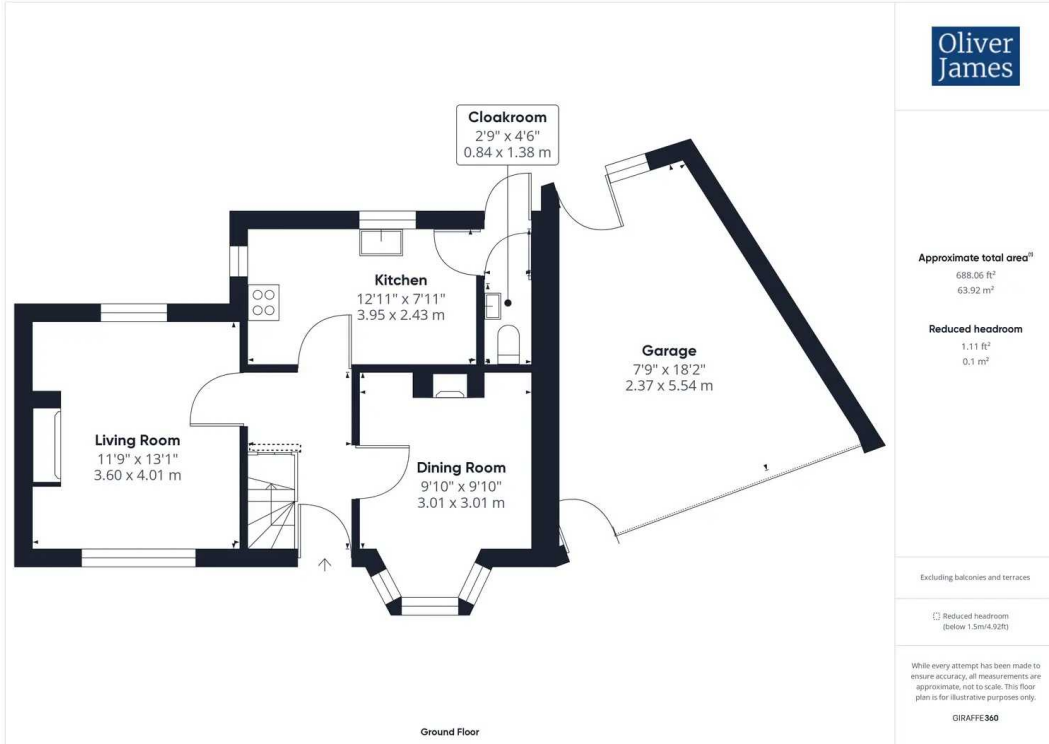 Oliver
James
Cloakroom
2'9" x 4'6"
0.84 x 1.38 m
Kitchen
12'11" x 7'11"
3.95 x 2.43 m
Garage
7'9" x 18'2"
2.37 x 5.54 m
Living Room
11'9" x 13'1"
3.60 x 4.01 m
Dining Room
9'10" x 9'10"
3.01 x 3.01 m
Ground Floor
Approximate total area(1)
688.06 ft²
63.92 m²
Reduced headroom
1.11 ft²
0.1 m²
Excluding balconies and terraces
Reduced headroom
(below 1.5m/4.92ft)
While every attempt has been made to
ensure accuracy, all measurements are
approximate, not to scale. This floor
plan is for illustrative purposes only.
GIRAFFE360